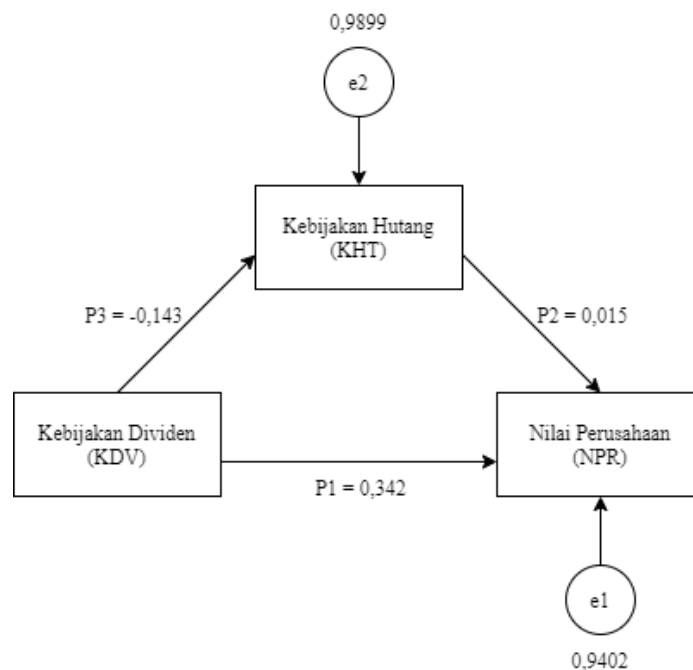 0,9899
e2
Kebijakan Hutang
(KHT)
P3 = -0,143
P2 = 0,015
Kebijakan Dividen
(KDV)
Nilai Perusahaan
(NPR)
P1 = 0,342
e1
0,9402